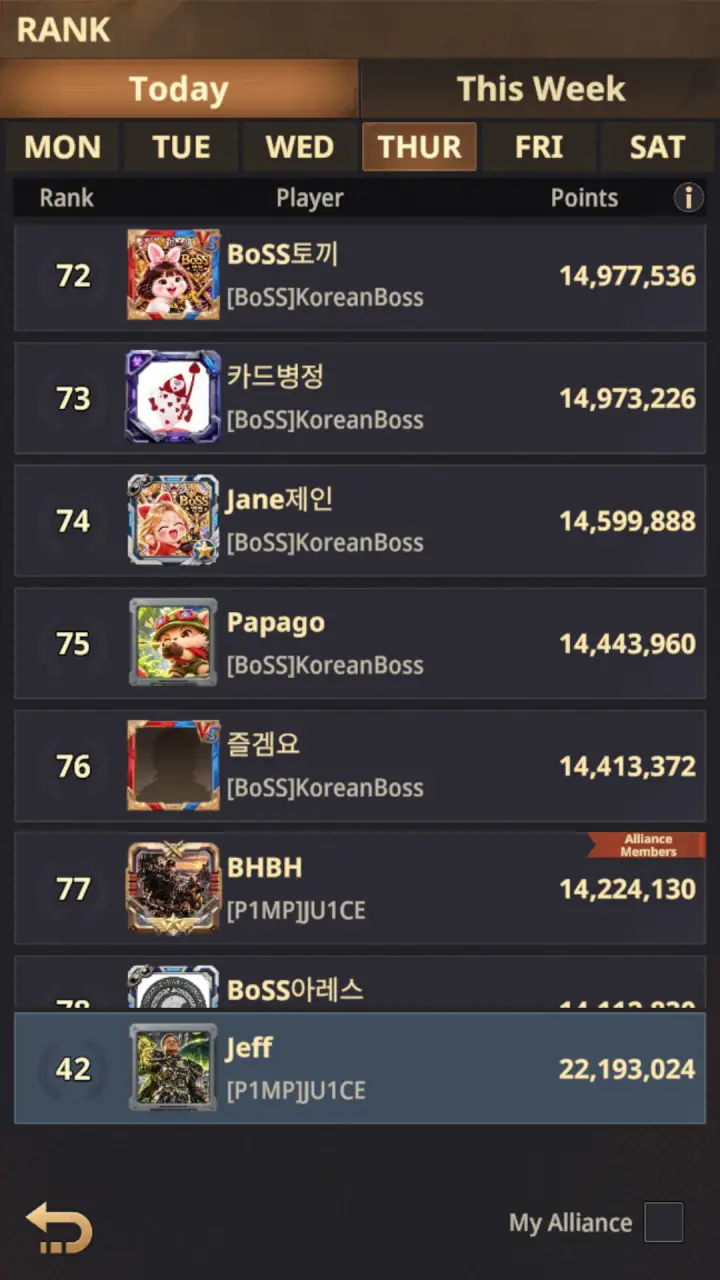 RANK
Today
This Week
MON TUE WED THUR FRI SAT
Rank Player Points
72 BoSS토끼 14,977,536
[BoSS]KoreanBoss
73 카드병정 14,973,226
[BoSS]KoreanBoss
74 Jane제인 14,599,888
[BoSS]KoreanBoss
75 Papago 14,443,960
[BoSS]KoreanBoss
76 즐겜요 14,413,372
[BoSS]KoreanBoss
Alliance
Members
77 BHBH 14,224,130
[P1MP]JU1CE
78 BoSS아레스
42 Jeff 22,193,024
[P1MP]JU1CE
My Alliance